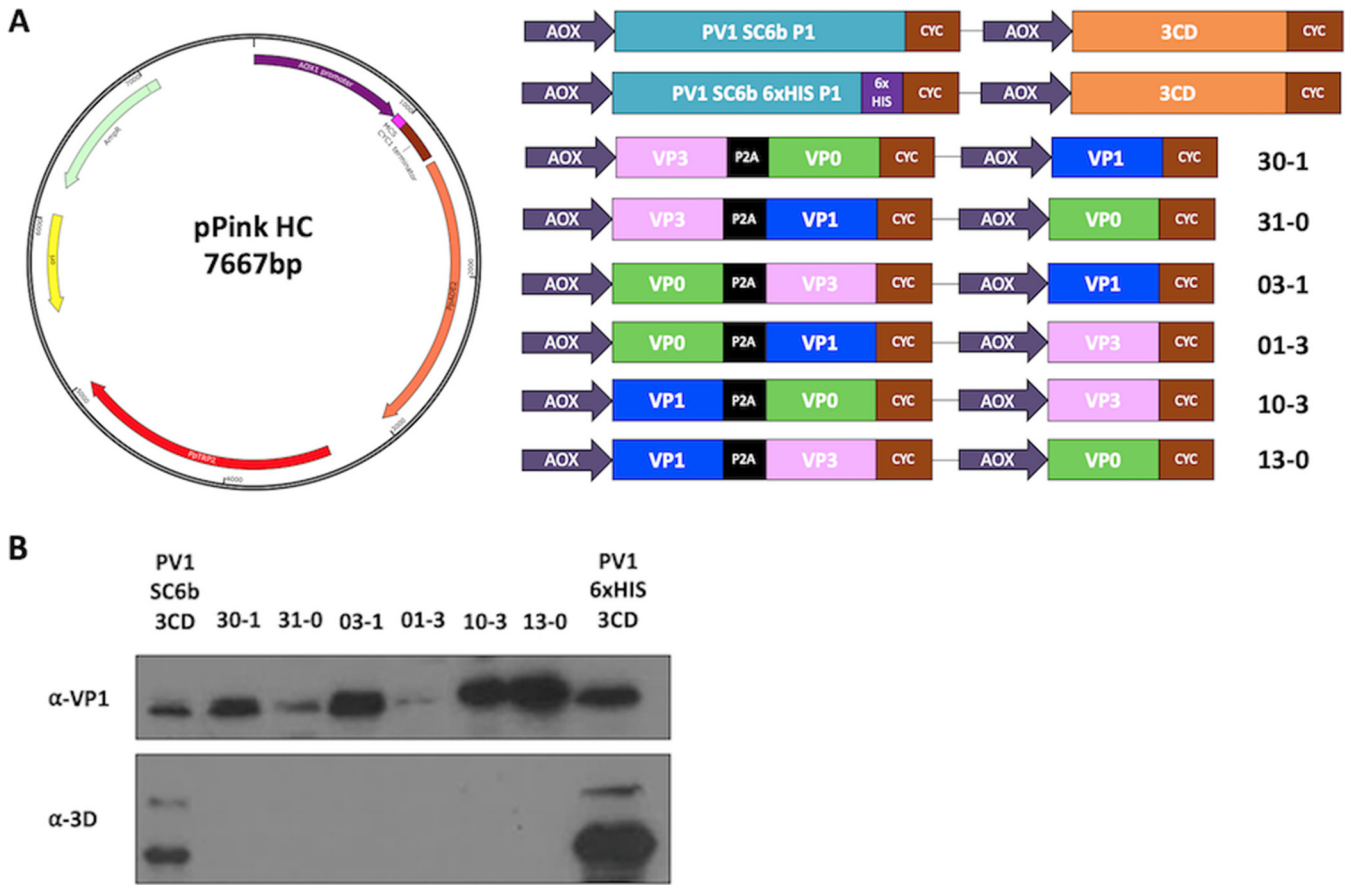 A
AOX1 promoter
1000
MCS
CYC1 terminator
PpADE2
2000
3000
PpTRP2
4000
5000
ori
6000
AmpR
7000
pPink HC
7667bp
AOX PV1 SC6b P1 CYC AOX 3CD CYC
AOX PV1 SC6b 6xHIS P1 6x HIS CYC AOX 3CD CYC
AOX VP3 P2A VP0 CYC AOX VP1 CYC 30-1
AOX VP3 P2A VP1 CYC AOX VP0 CYC 31-0
AOX VP0 P2A VP3 CYC AOX VP1 CYC 03-1
AOX VP0 P2A VP1 CYC AOX VP3 CYC 01-3
AOX VP1 P2A VP0 CYC AOX VP3 CYC 10-3
AOX VP1 P2A VP3 CYC AOX VP0 CYC 13-0
B
PV1 PV1
SC6b 6xHIS
3CD 30-1 31-0 03-1 01-3 10-3 13-0 3CD
α-VP1
α-3D